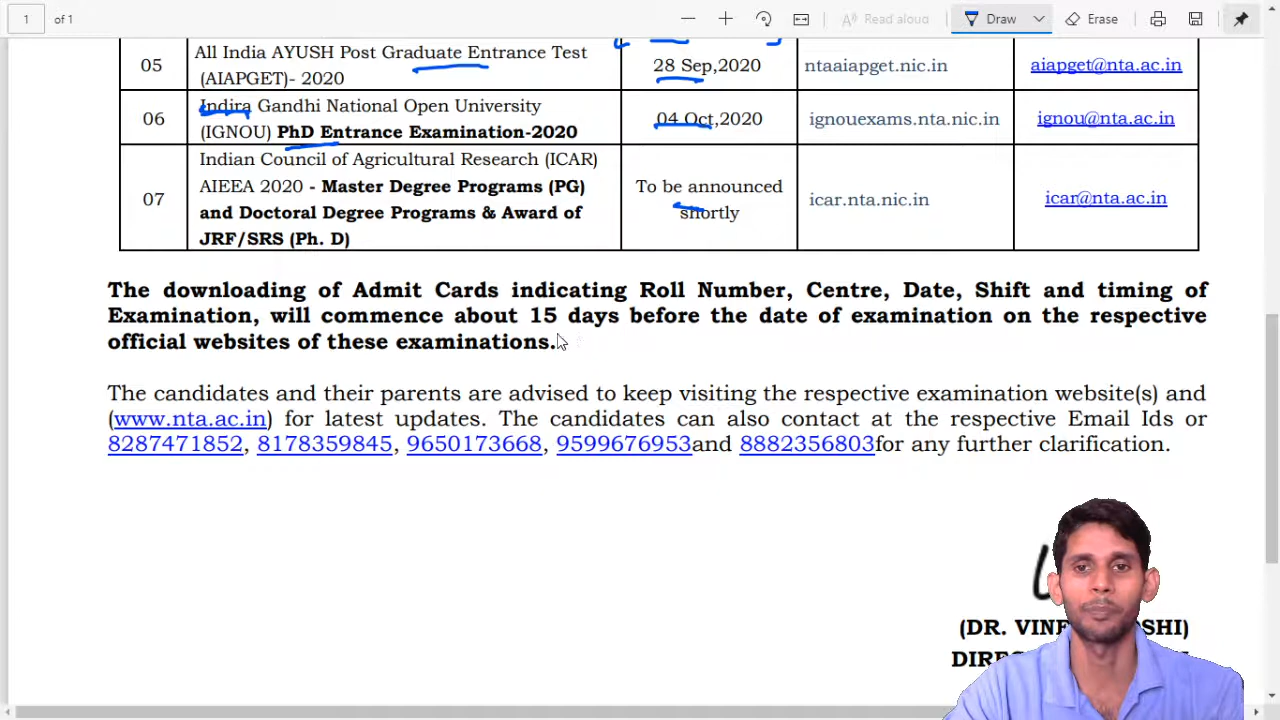 1 of 1 Read aloud Draw Erase
05 All India AYUSH Post Graduate Entrance Test (AIAPGET)- 2020 28 Sep,2020 ntaaiapget.nic.in aiapget@nta.ac.in
06 Indira Gandhi National Open University (IGNOU) PhD Entrance Examination-2020 04 Oct,2020 ignouexams.nta.nic.in ignou@nta.ac.in
07 Indian Council of Agricultural Research (ICAR) AIEEA 2020 - Master Degree Programs (PG) and Doctoral Degree Programs & Award of JRF/SRS (Ph. D) To be announced shortly icar.nta.nic.in icar@nta.ac.in
The downloading of Admit Cards indicating Roll Number, Centre, Date, Shift and timing of
Examination, will commence about 15 days before the date of examination on the respective
official websites of these examinations.
The candidates and their parents are advised to keep visiting the respective examination website(s) and
(www.nta.ac.in) for latest updates. The candidates can also contact at the respective Email Ids or
8287471852, 8178359845, 9650173668, 9599676953and 8882356803for any further clarification.
(DR.